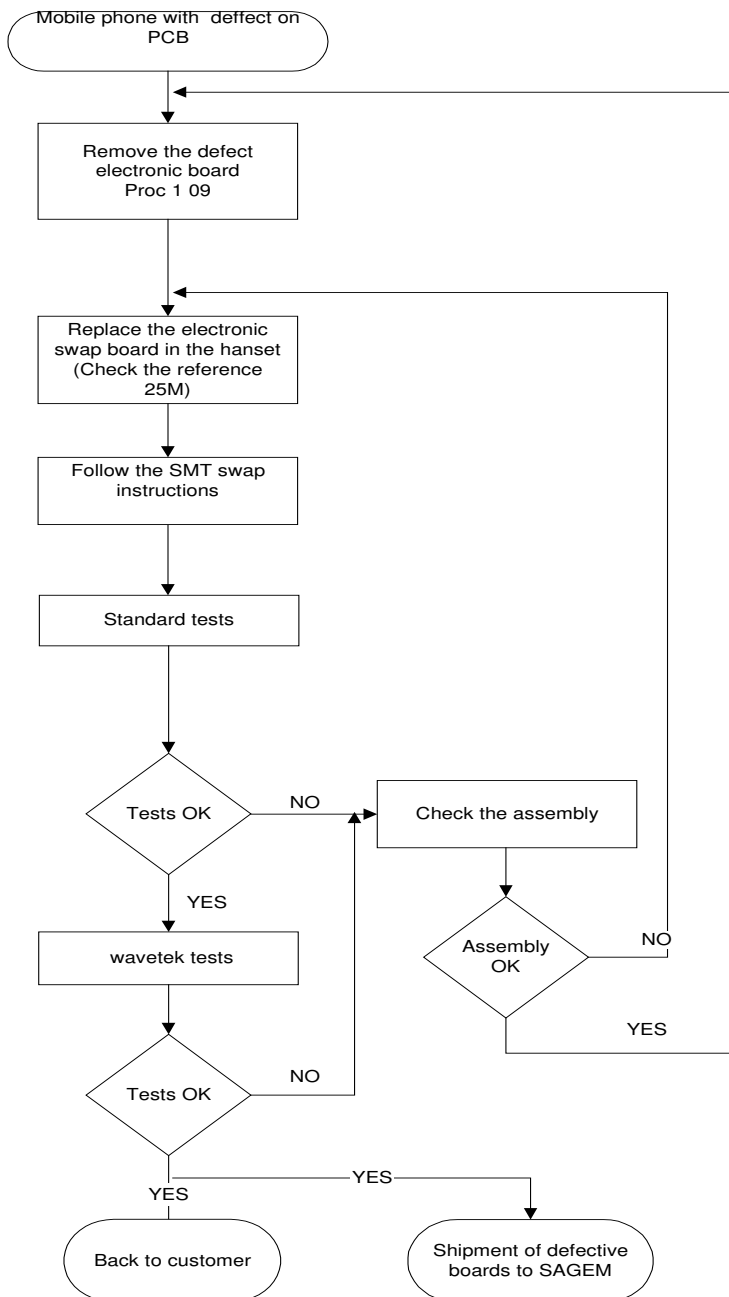 Mobile phone with deffect on
PCB
Remove the defect
electronic board
Proc 1 09
Replace the electronic
swap board in the hanset
(Check the reference
25M)
Follow the SMT swap
instructions
Standard tests
Tests OK
NO
Check the assembly
YES
wavetek tests
Assembly
OK
NO
YES
Tests OK
NO
YES
YES
Back to customer
Shipment of defective
boards to SAGEM